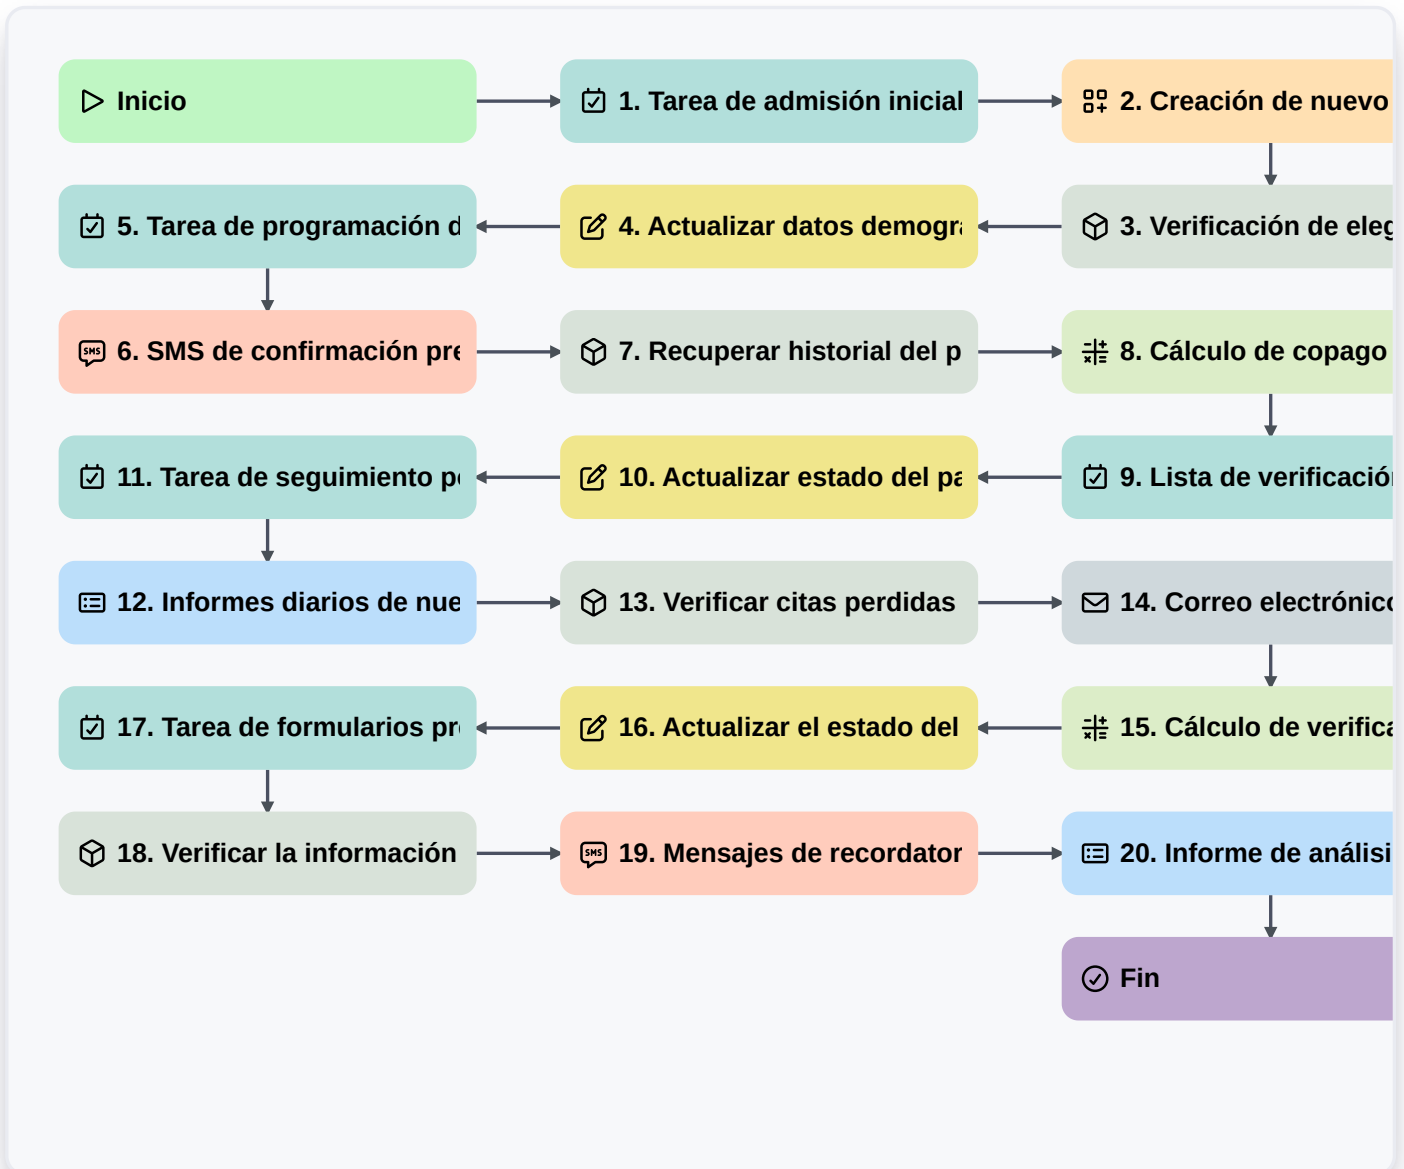 Inicio
1. Tarea de admisión inicial
2. Creación de nuevo
5. Tarea de programación d
4. Actualizar datos demogra
3. Verificación de eleg
6. SMS de confirmación pre
7. Recuperar historial del p
8. Cálculo de copago
11. Tarea de seguimiento po
10. Actualizar estado del pa
9. Lista de verificación
12. Informes diarios de nue
13. Verificar citas perdidas
14. Correo electrónico
17. Tarea de formularios pre
16. Actualizar el estado del
15. Cálculo de verifica
18. Verificar la información
SMS
19. Mensajes de recordator
20. Informe de análisi
Fin